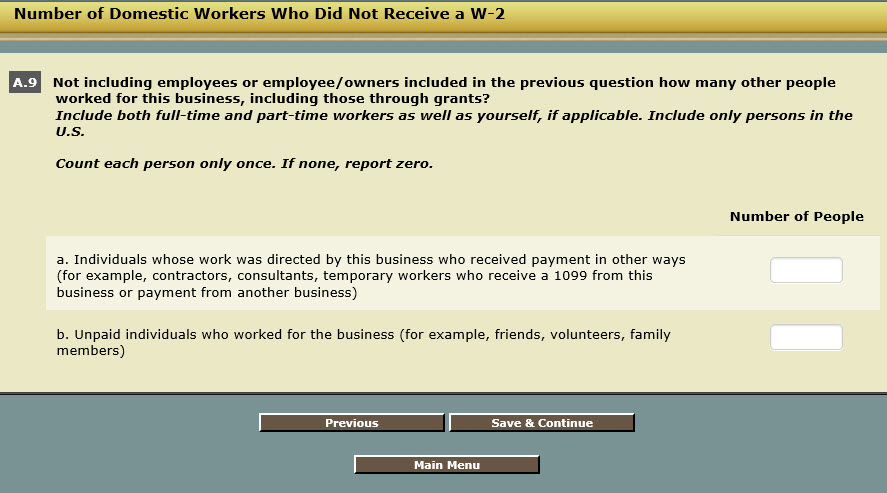 Number of Domestic Workers Who Did Not Receive a W-2
A.9 Not including employees or employee/owners included in the previous question how many other people
worked for this business, including those through grants?
Include both full-time and part-time workers as well as yourself, if applicable. Include only persons in the
U.S.
Count each person only once. If none, report zero.
Number of People
a. Individuals whose work was directed by this business who received payment in other ways
(for example, contractors, consultants, temporary workers who receive a 1099 from this
business or payment from another business)
b. Unpaid individuals who worked for the business (for example, friends, volunteers, family
members)
Previous
Save & Continue
Main Menu